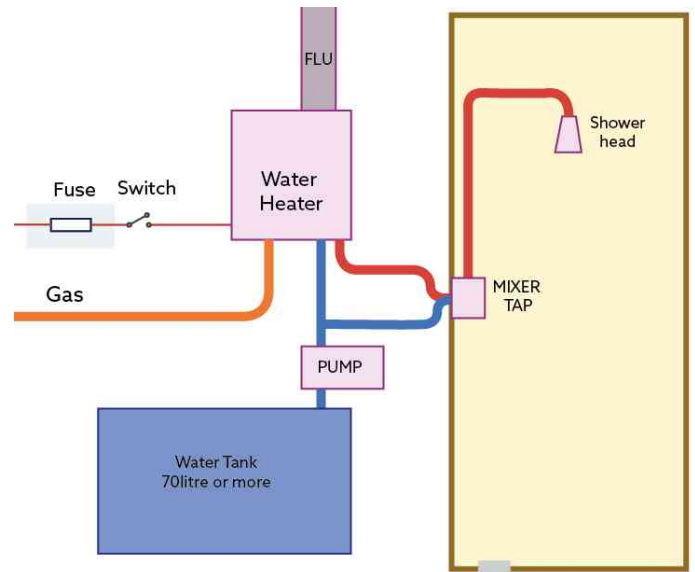 FLU
Shower
head
Water
Heater
Fuse
Switch
Gas
MIXER
TAP
PUMP
Water Tank
70litre or more